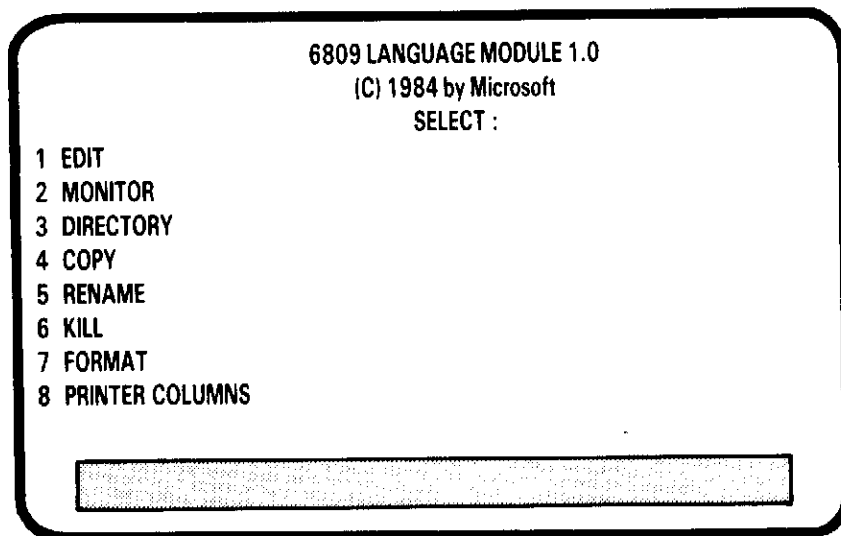 6809 LANGUAGE MODULE 1.0
(C) 1984 by Microsoft
SELECT :
1 EDIT
2 MONITOR
3 DIRECTORY
4 COPY
5 RENAME
6 KILL
7 FORMAT
8 PRINTER COLUMNS